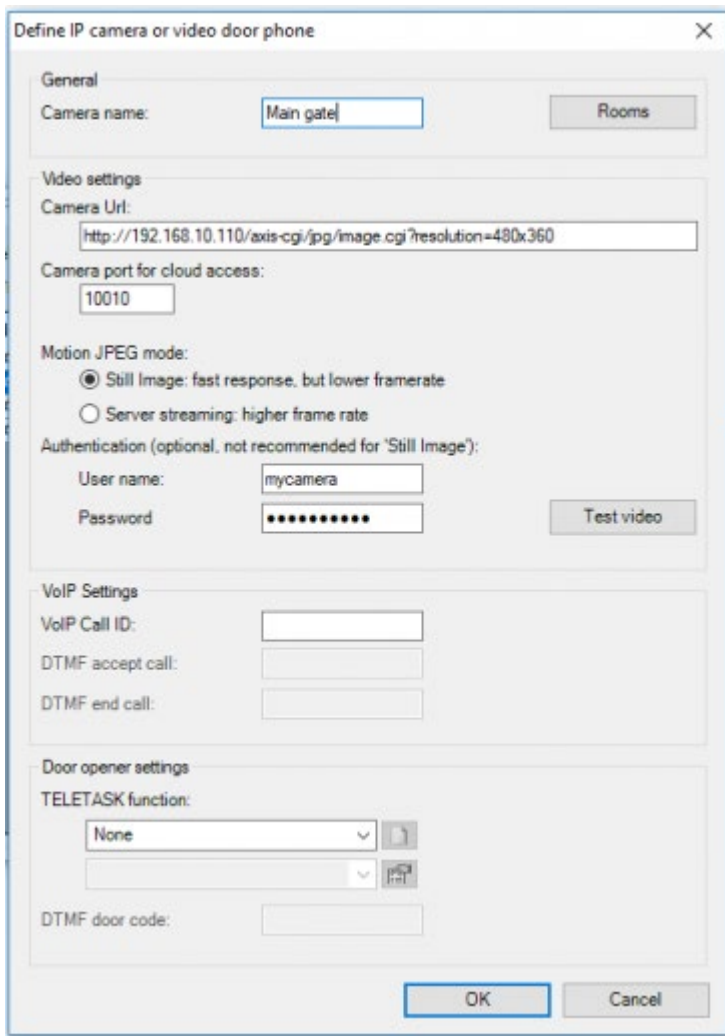 Define IP camera or video door phone
General
Camera name: Main gate Rooms
Video settings
Camera Url:
http://192.168.10.110/axis-cgi/jpg/image.cgi?resolution=480x360
Camera port for cloud access:
10010
Motion JPEG mode:
Still Image: fast response, but lower framerate
Server streaming: higher frame rate
Authentication (optional, not recommended for 'Still Image'):
User name: mycamera
Password ●●●●●●●●●● Test video
VoIP Settings
VoIP Call ID:
DTMF accept call:
DTMF end call:
Door opener settings
TELETASK function:
None
DTMF door code:
OK Cancel